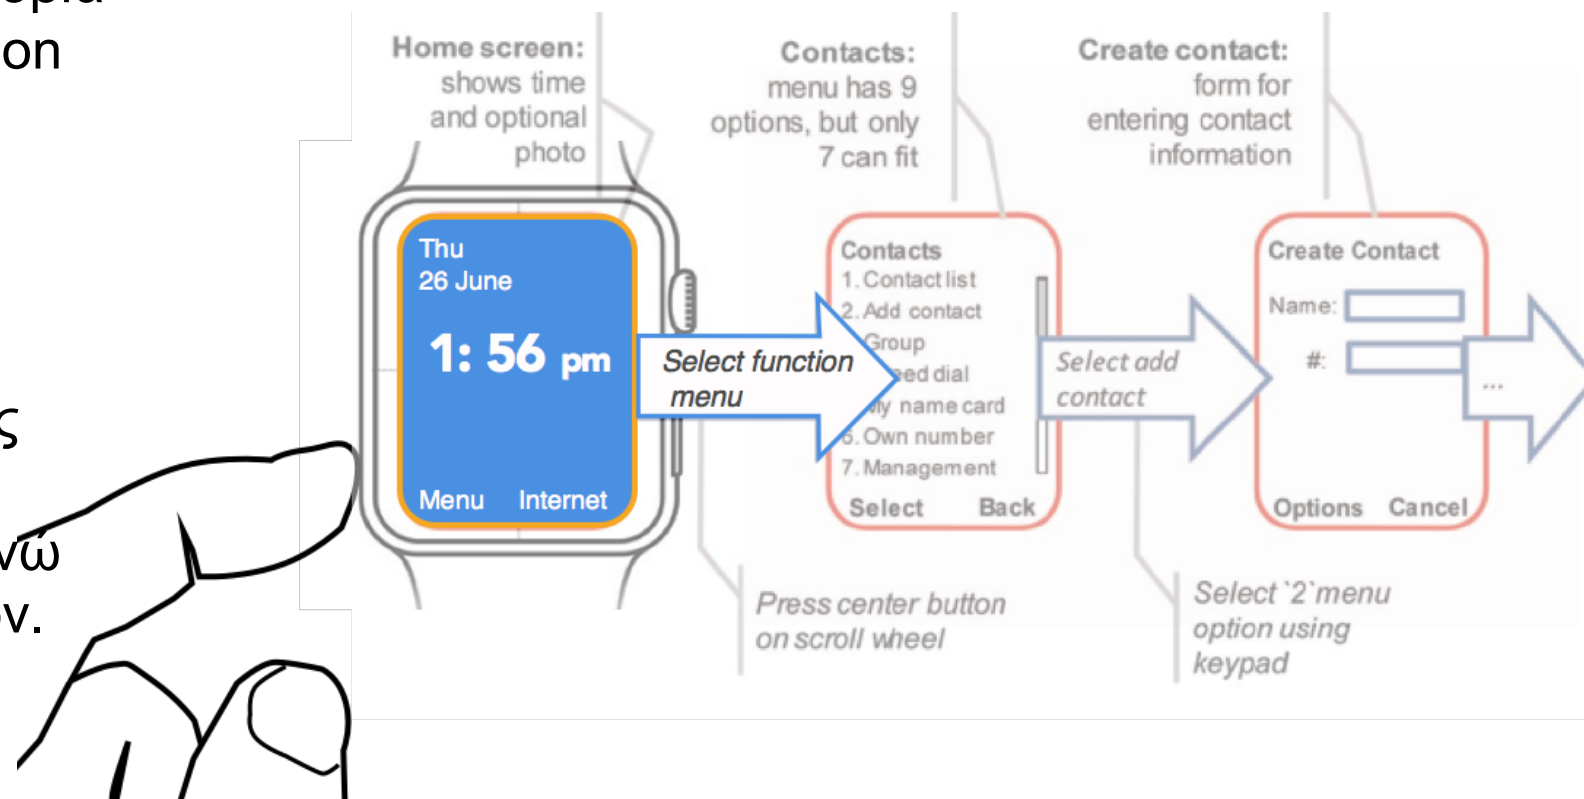 on
ς
νώ
ν.
Home screen:
shows time
and optional
photo
Contacts:
menu has 9
options, but only
7 can fit
Create contact:
form for
entering contact
information
Thu
26 June
1: 56 pm
Menu Internet
Select function
menu
Contacts
1. Contact list
2. Add contact
Group
eed dial
My name card
6. Own number
7. Management
Select Back
Select add
contact
Create Contact
Name:
#:
...
Options Cancel
Press center button
on scroll wheel
Select `2`menu
option using
keypad